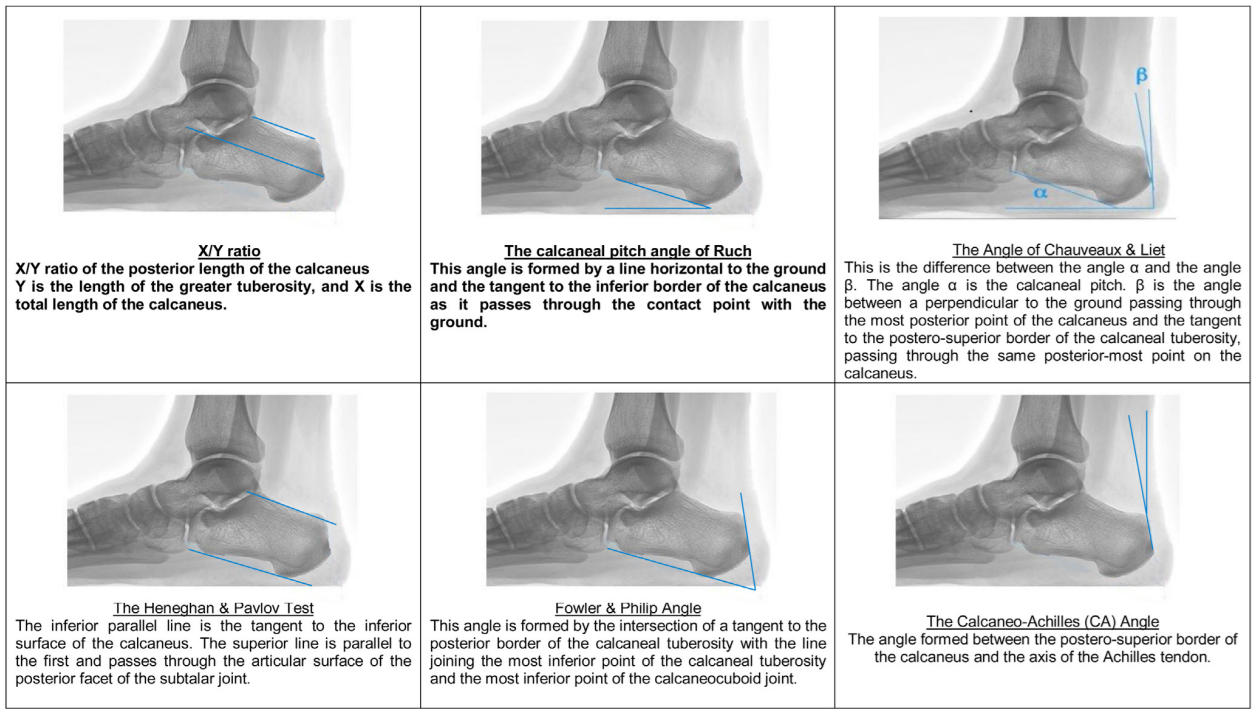 X/Y ratio
X/Y ratio of the posterior length of the calcaneus
Y is the length of the greater tuberosity, and X is the
total length of the calcaneus.
The calcaneal pitch angle of Ruch
This angle is formed by a line horizontal to the ground
and the tangent to the inferior border of the calcaneus
as it passes through the contact point with the
ground.
β
α
The Angle of Chauveaux & Liet
This is the difference between the angle α and the angle
β. The angle α is the calcaneal pitch. β is the angle
between a perpendicular to the ground passing through
the most posterior point of the calcaneus and the tangent
to the postero-superior border of the calcaneal tuberosity,
passing through the same posterior-most point on the
calcaneus.
The Heneghan & Pavlov Test
The inferior parallel line is the tangent to the inferior
surface of the calcaneus. The superior line is parallel to
the first and passes through the articular surface of the
posterior facet of the subtalar joint.
Fowler & Philip Angle
This angle is formed by the intersection of a tangent to the
posterior border of the calcaneal tuberosity with the line
joining the most inferior point of the calcaneal tuberosity
and the most inferior point of the calcaneocuboid joint.
The Calcaneo-Achilles (CA) Angle
The angle formed between the postero-superior border of
the calcaneus and the axis of the Achilles tendon.